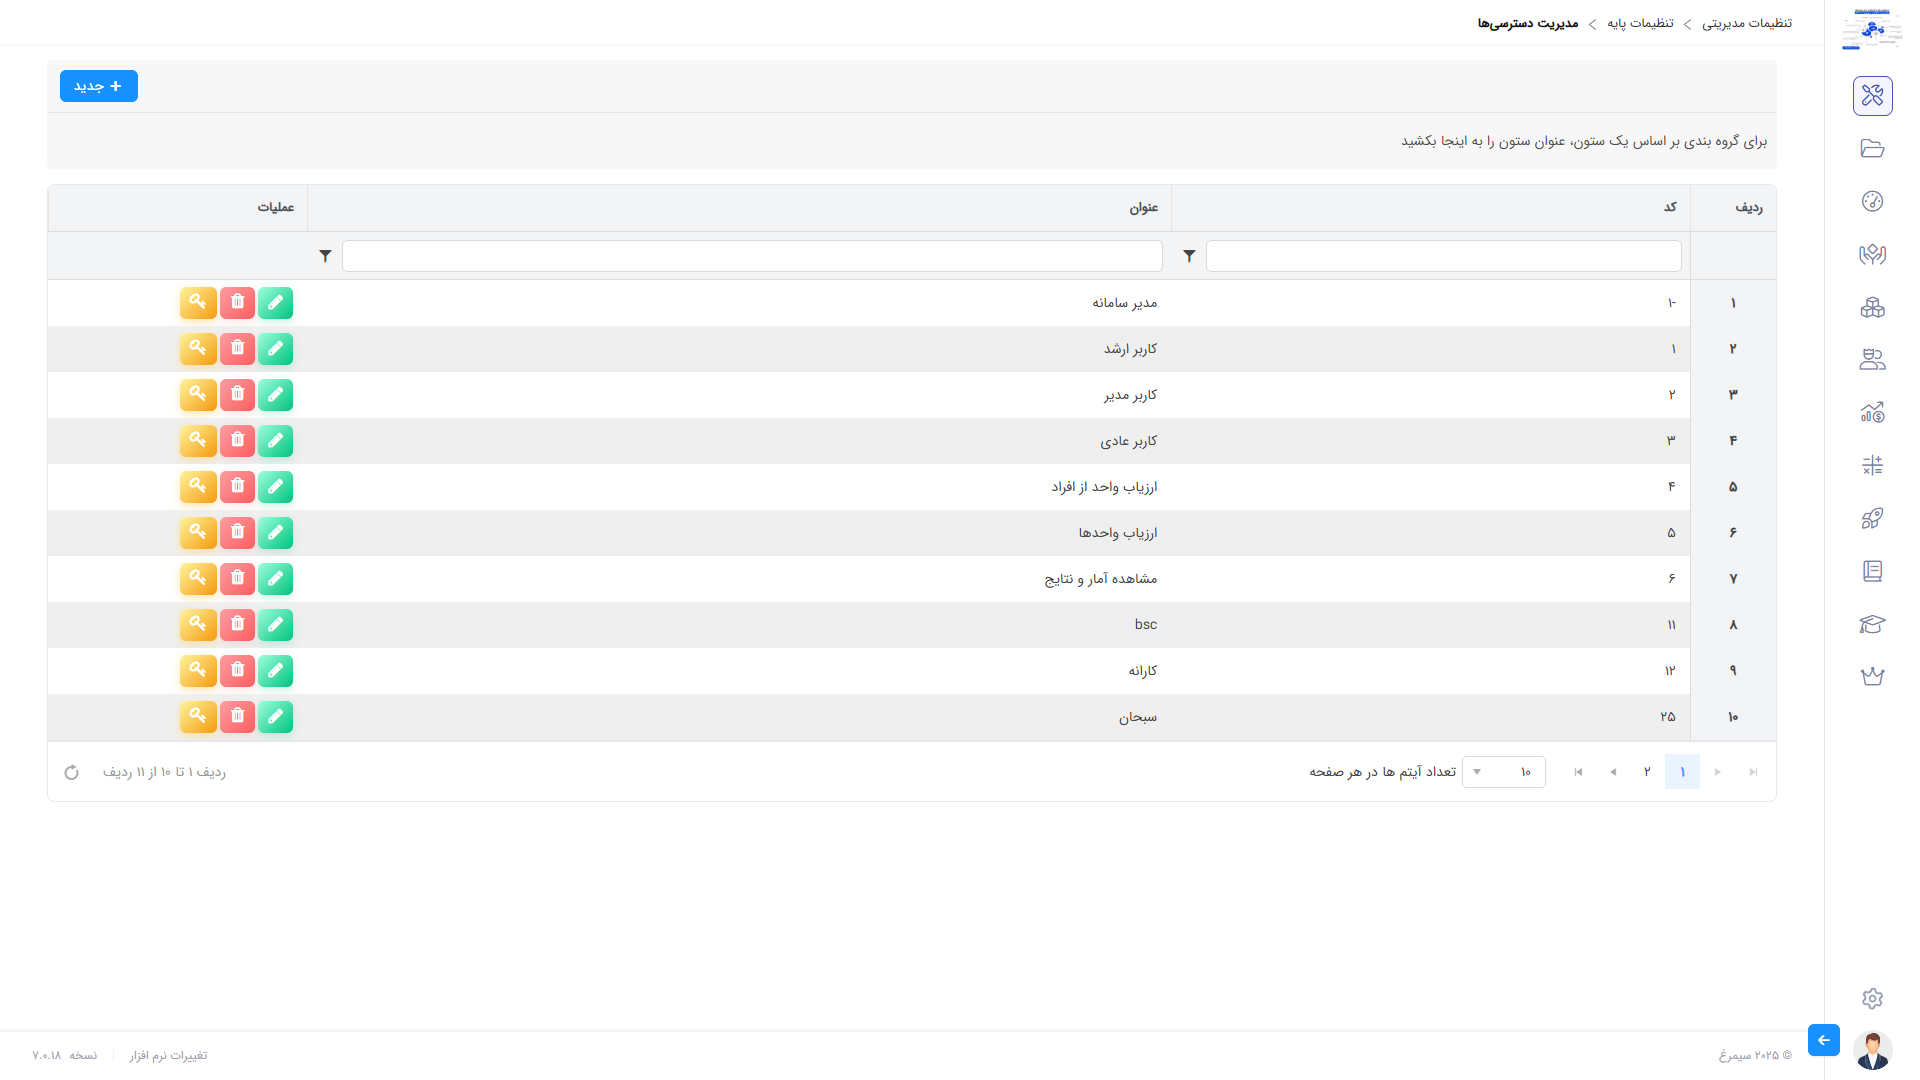 تنظیمات مدیریتی > تنظیمات پایه > مدیریت دسترسی‌ها
+ جدید
برای گروه بندی بر اساس یک ستون، عنوان ستون را به اینجا بکشید
ردیف کد عنوان عملیات
۱ -۱ مدیر سامانه
۲ ۱ کاربر ارشد
۳ ۲ کاربر مدیر
۴ ۳ کاربر عادی
۵ ۴ ارزیاب واحد از افراد
۶ ۵ ارزیاب واحدها
۷ ۶ مشاهده آمار و نتایج
۸ ۱۱ bsc
۹ ۱۲ کارانه
۱۰ ۲۵ سبحان
۱ ۲ ۱۰ تعداد آیتم ها در هر صفحه ردیف ۱ تا ۱۰ از ۱۱ ردیف
© ۲۰۲۵ سیمرغ تغییرات نرم افزار نسخه ۷.۰.۱۸